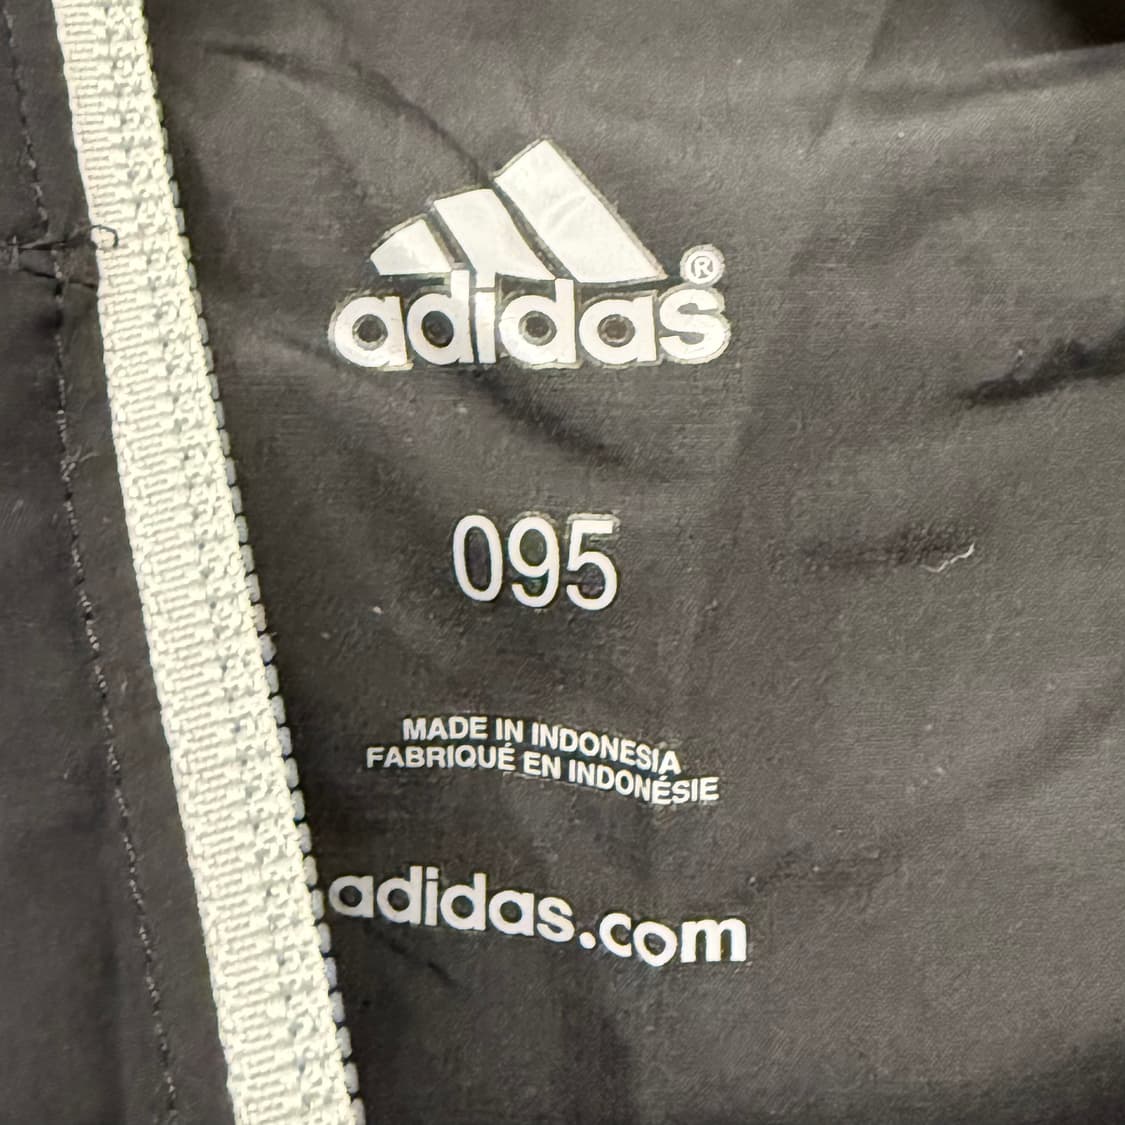 adidas®
095
MADE IN INDONESIA
FABRIQUÉ EN INDONÉSIE
adidas.com